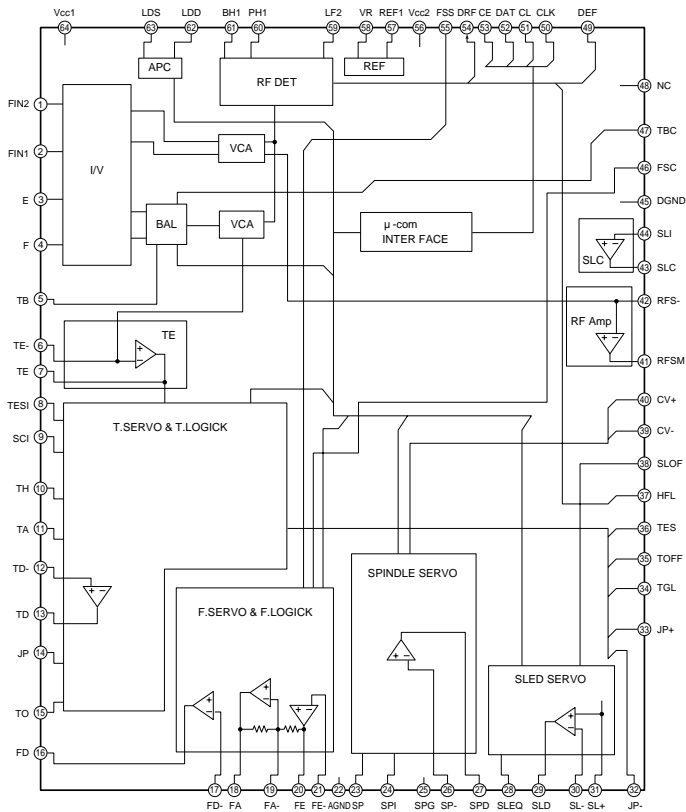 Vcc1 LDS LDD BH1 PH1 LF2 VR REF1 Vcc2 FSS DRF CE DAT CL CLK DEF
64 63 62 61 60 59 58 57 56 55 54 53 52 51 50 49
APC
RF DET
REF
FIN2 1
FIN1 2
E 3
F 4
TB 5
TE- 6
TE 7
TESI 8
SCI 9
TH 10
TA 11
TD- 12
TD 13
JP 14
TO 15
FD 16
I/V
VCA
BAL
VCA
μ-com
INTER FACE
TE
+ −
T.SERVO & T.LOGICK
+ −
F.SERVO & F.LOGICK
+
−
+
−
+ −
SPINDLE SERVO
+ −
SLED SERVO
+
−
+ −
SLC
RF Amp
+ −
48 NC
47 TBC
46 FSC
45 DGND
44 SLI
43 SLC
42 RFS-
41 RFSM
40 CV+
39 CV-
38 SLOF
37 HFL
36 TES
35 TOFF
34 TGL
33 JP+
17 18 19 20 21 22 23 24 25 26 27 28 29 30 31 32
FD- FA FA- FE FE- AGND SP SPI SPG SP- SPD SLEQ SLD SL- SL+ JP-